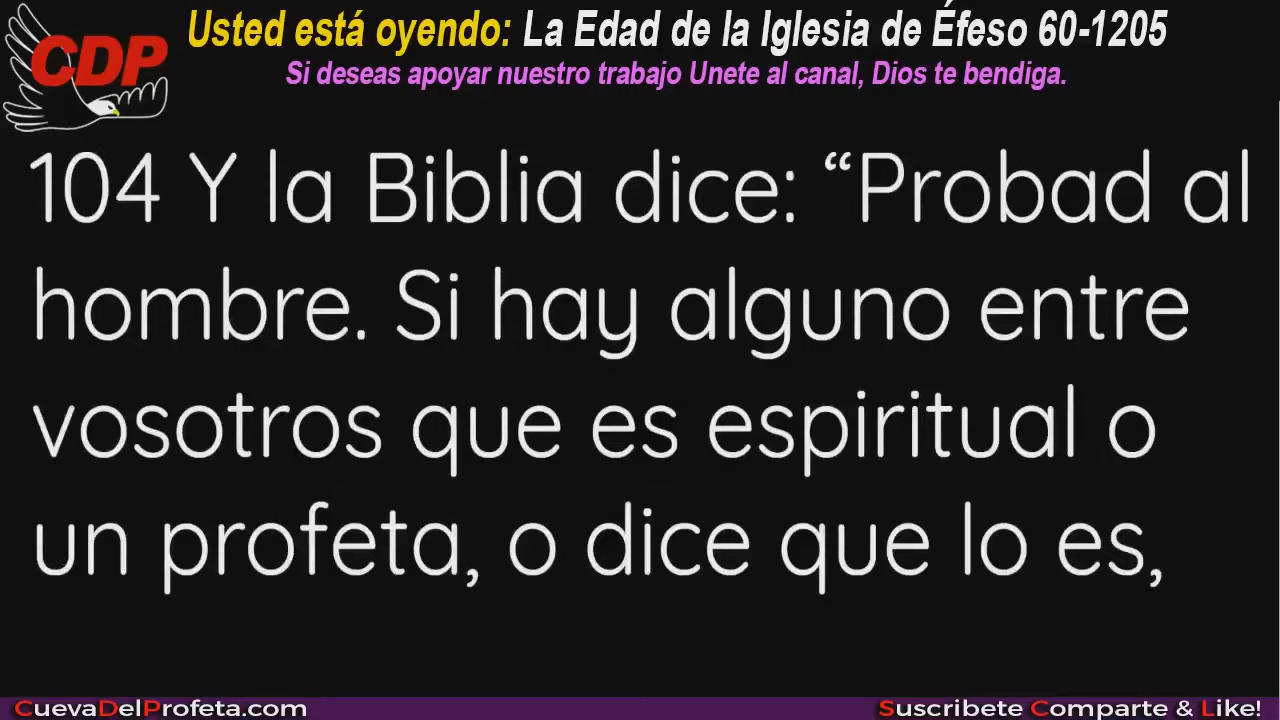 CDP
Usted está oyendo: La Edad de la Iglesia de Éfeso 60-1205
Si deseas apoyar nuestro trabajo Unete al canal, Dios te bendiga.
104 Y la Biblia dice: “Probad al
hombre. Si hay alguno entre
vosotros que es espiritual o
un profeta, o dice que lo es,
CuevaDelProfeta.com
Suscribete Comparte & Like!